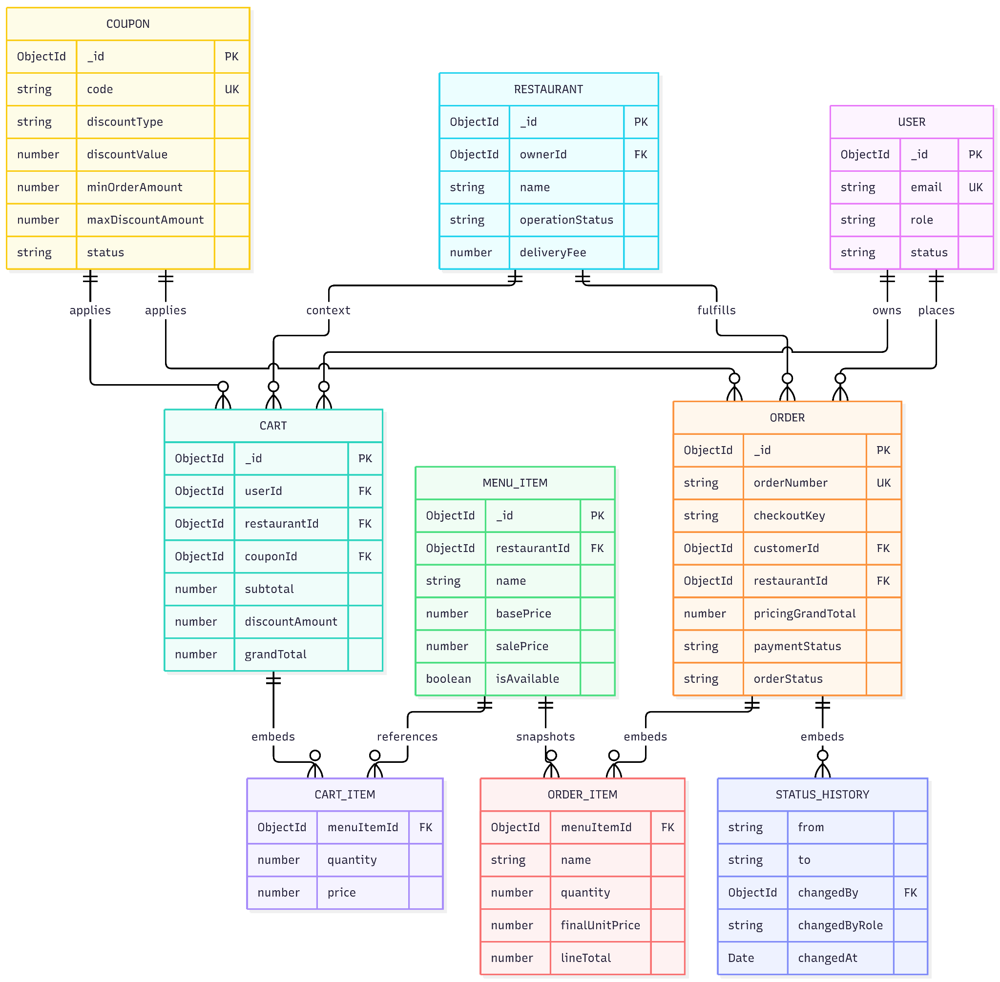 COUPON
ObjectId _id PK
string code UK
string discountType
number discountValue
number minOrderAmount
number maxDiscountAmount
string status
RESTAURANT
ObjectId _id PK
ObjectId ownerId FK
string name
string operationStatus
number deliveryFee
USER
ObjectId _id PK
string email UK
string role
string status
applies applies context fulfills owns places
CART
ObjectId _id PK
ObjectId userId FK
ObjectId restaurantId FK
ObjectId couponId FK
number subtotal
number discountAmount
number grandTotal
MENU_ITEM
ObjectId _id PK
ObjectId restaurantId FK
string name
number basePrice
number salePrice
boolean isAvailable
ORDER
ObjectId _id PK
string orderNumber UK
string checkoutKey
ObjectId customerId FK
ObjectId restaurantId FK
number pricingGrandTotal
string paymentStatus
string orderStatus
embeds references snapshots embeds embeds
CART_ITEM
ObjectId menuItemId FK
number quantity
number price
ORDER_ITEM
ObjectId menuItemId FK
string name
number quantity
number finalUnitPrice
number lineTotal
STATUS_HISTORY
string from
string to
ObjectId changedBy FK
string changedByRole
Date changedAt